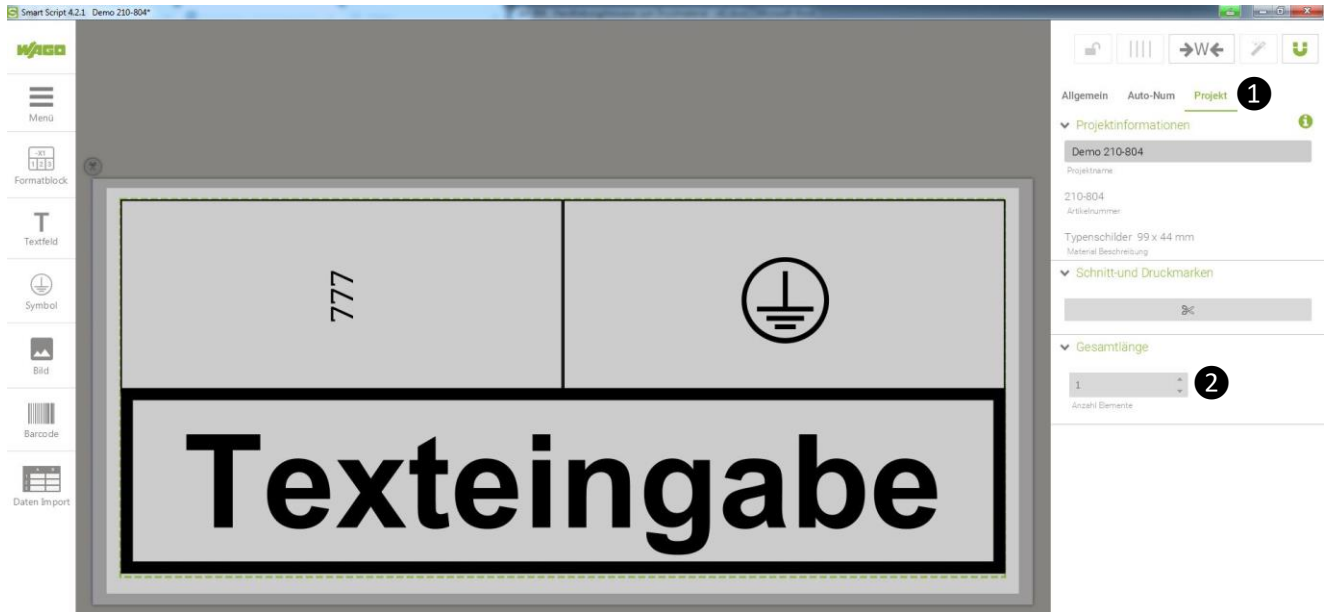 Smart Script 4.2.1 Demo 210-804*
WAGO
Menü
Formatblock
Textfeld
Symbol
Bild
Barcode
Daten Import
777
Texteingabe
→W←
Allgemein Auto-Num Projekt 1
Projektinformationen
Demo 210-804
Projektname
210-804
Artikelnummer
Typenschilder 99 x 44 mm
Material Beschreibung
Schnitt-und Druckmarken
Gesamtlänge
1 2
Anzahl Elemente